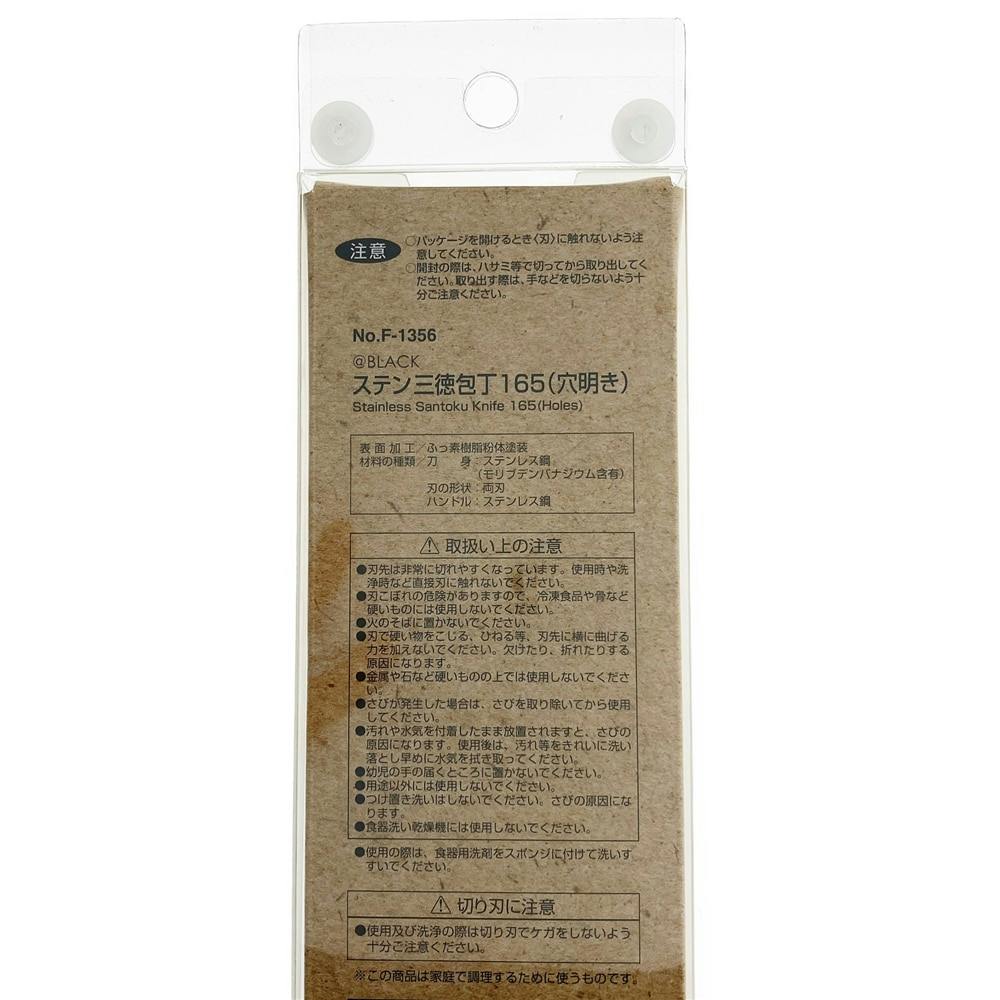 注意
○パッケージを開けるとき〈刃〉に触れないよう注
意してください。
○開封の際は、ハサミ等で切ってから取り出してく
ださい。取り出す際は、手などを切らないよう十
分ご注意ください。
No.F-1356
@BLACK
ステン三徳包丁165(穴明き)
Stainless Santoku Knife 165(Holes)
表面加工/ふっ素樹脂粉体塗装
材料の種類/刀　身：ステンレス鋼
(モリブデンバナジウム含有)
刃の形状：両刃
ハンドル：ステンレス鋼
⚠ 取扱い上の注意
●刃先は非常に切れやすくなっています。使用時や洗
浄時など直接刃に触れないでください。
●刃こぼれの危険がありますので、冷凍食品や骨など
硬いものには使用しないでください。
●火のそばに置かないでください。
●刃で硬い物をこじる、ひねる等、刃先に横に曲げる
力を加えないでください。欠けたり、折れたりする
原因になります。
●金属や石など硬いものの上では使用しないでくださ
い。
●さびが発生した場合は、さびを取り除いてから使用
してください。
●汚れや水気を付着したまま放置されますと、さびの
原因になります。使用後は、汚れ等をきれいに洗い
落とし早めに水気を拭き取ってください。
●幼児の手の届くところに置かないでください。
●用途以外には使用しないでください。
●つけ置き洗いはしないでください。さびの原因にな
ります。
●食器洗い乾燥機には使用しないでください。
●使用の際は、食器用洗剤をスポンジに付けて洗いす
すいでください。
⚠ 切り刃に注意
●使用及び洗浄の際は切り刃でケガをしないよう
十分ご注意ください。
※この商品は家庭で調理するために使うものです。